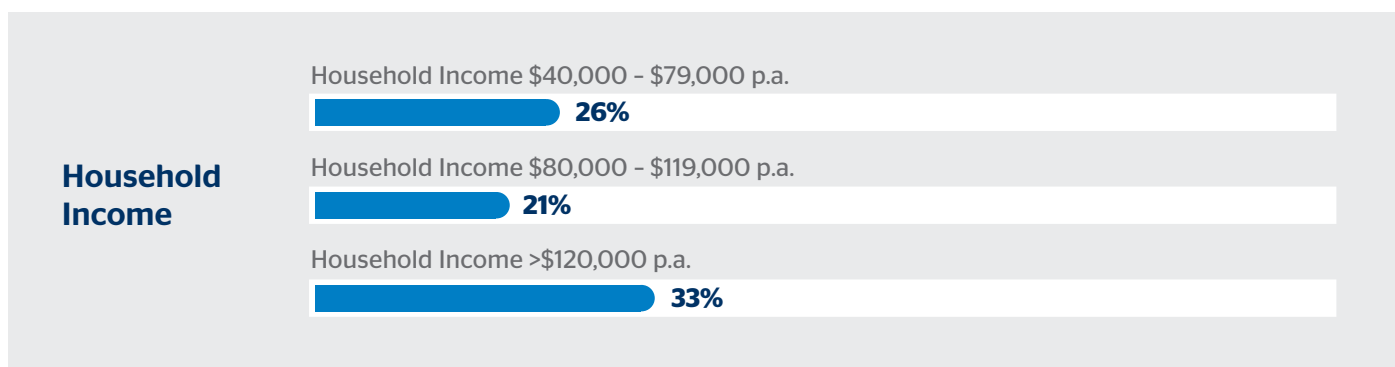 Household Income $40,000 – $79,000 p.a.
26%
Household
Income
Household Income $80,000 – $119,000 p.a.
21%
Household Income >$120,000 p.a.
33%